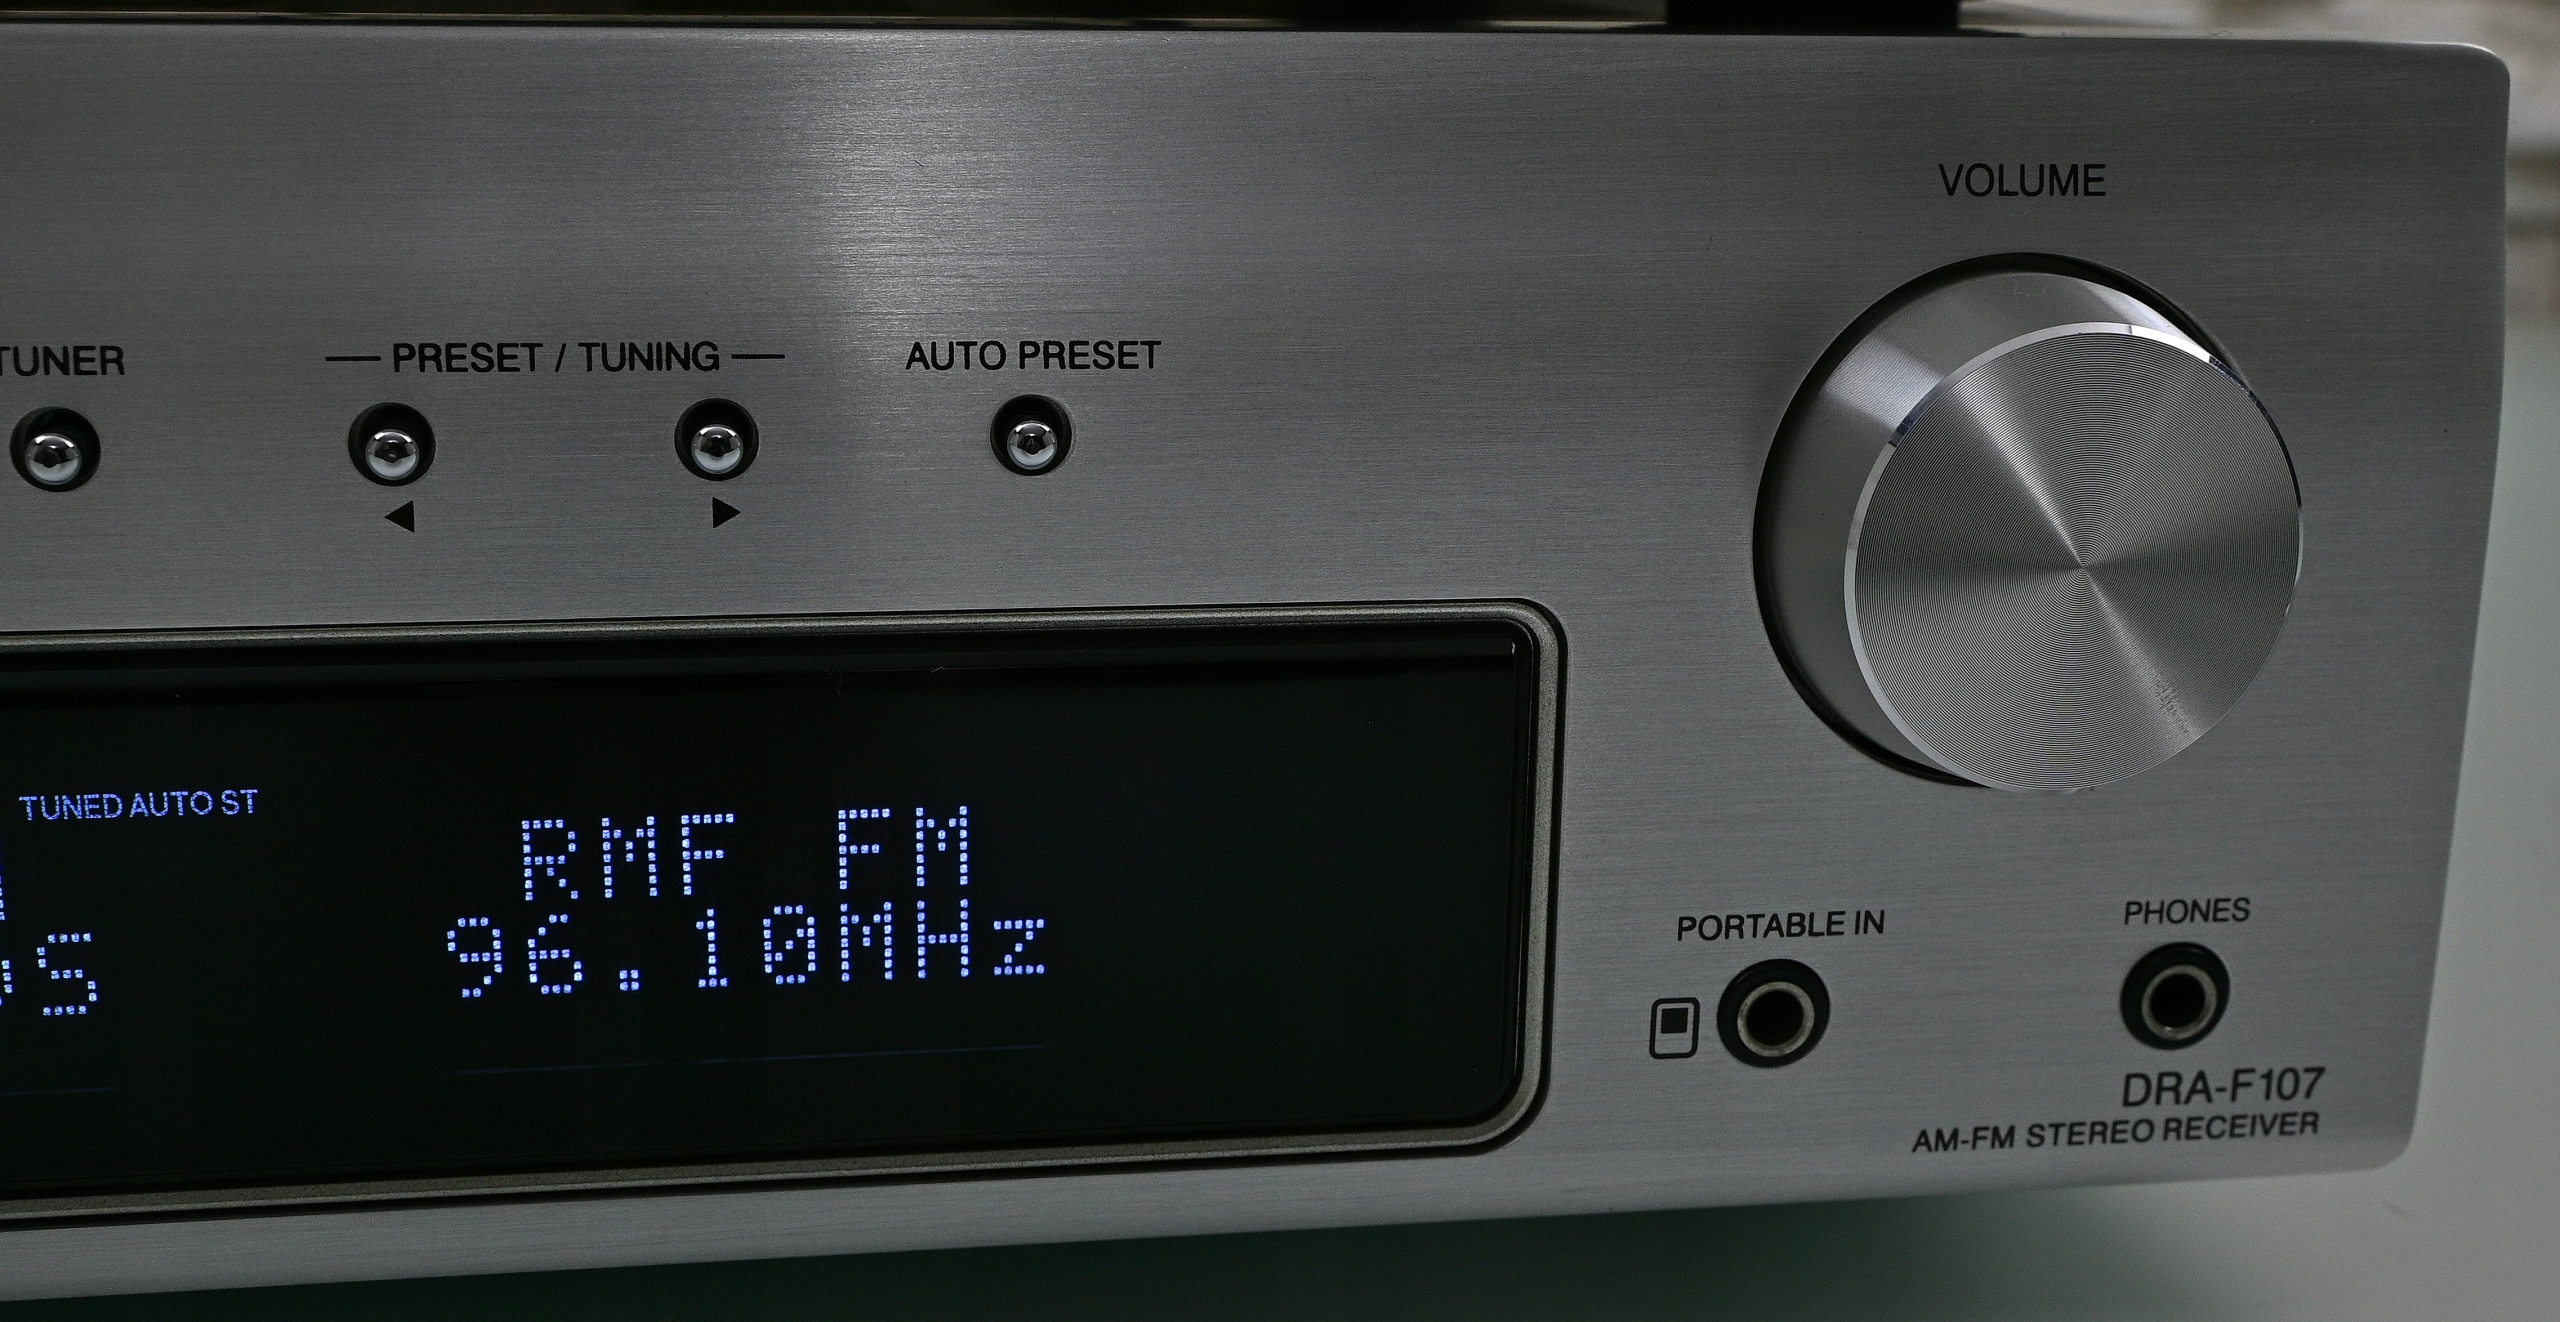 VOLUME
TUNER
PRESET / TUNING
AUTO PRESET
TUNED AUTO ST
RMF FM
96.10MHz
PORTABLE IN
PHONES
DRA-F107
AM-FM STEREO RECEIVER